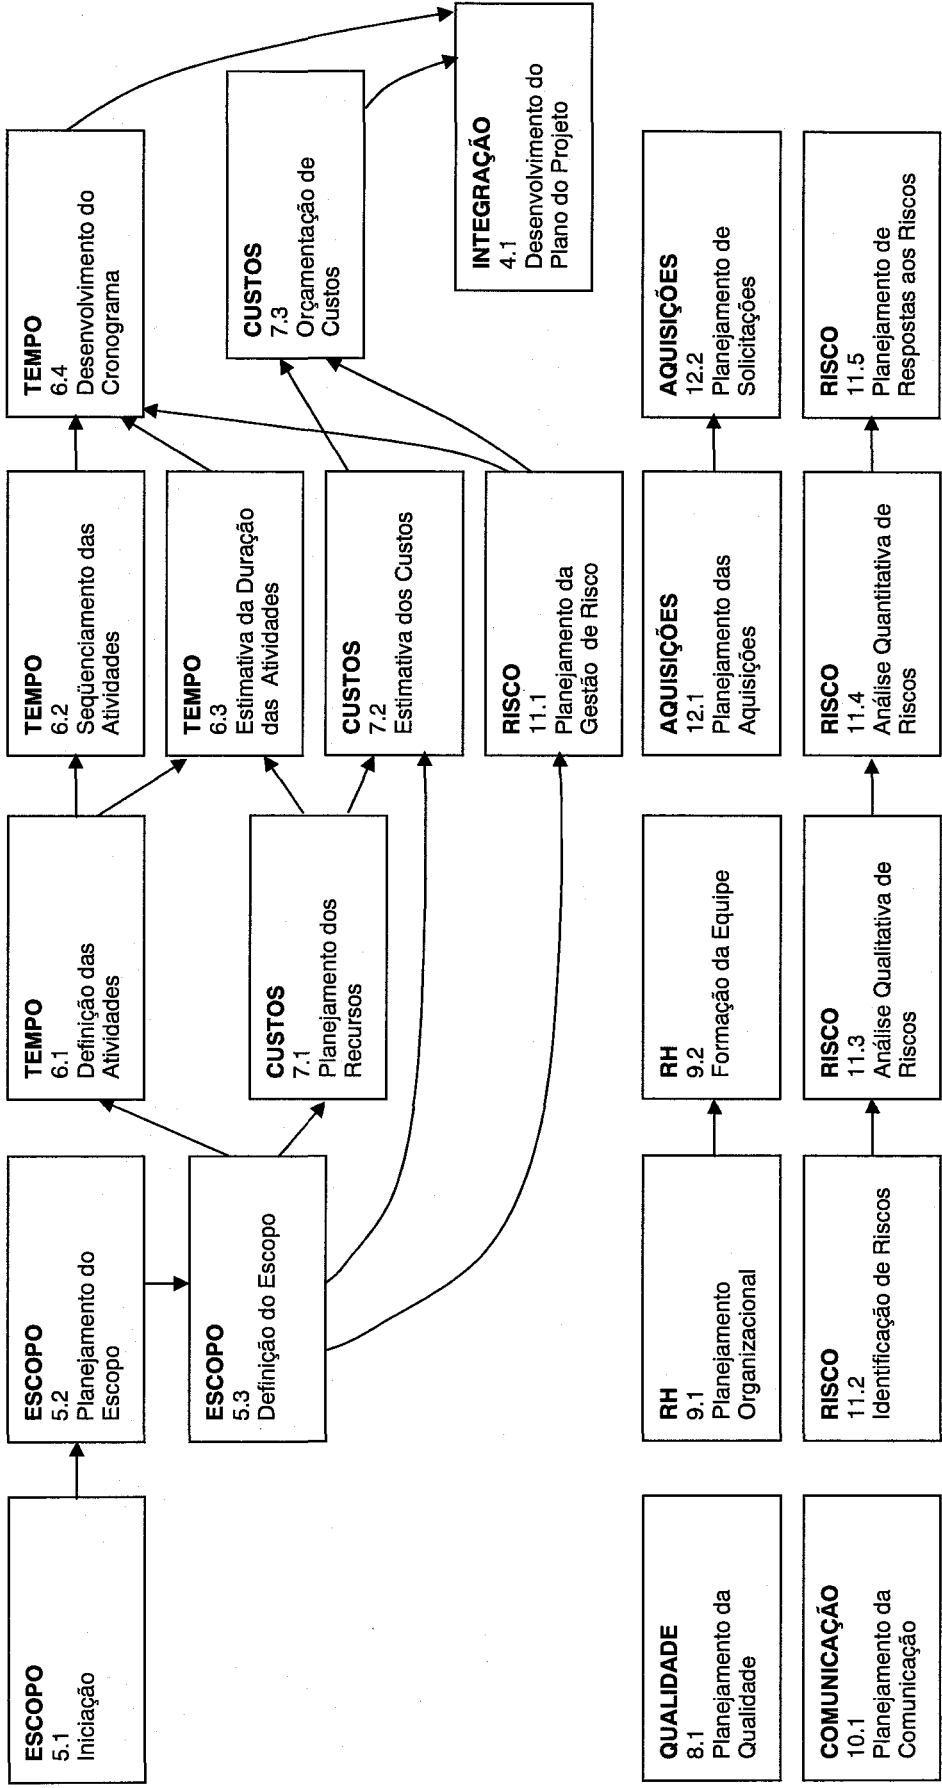 ESCOPO
5.1
Iniciação
ESCOPO
5.2
Planejamento do
Escopo
TEMPO
6.1
Definição das
Atividades
TEMPO
6.2
Seqüenciamento das
Atividades
TEMPO
6.4
Desenvolvimento do
Cronograma
ESCOPO
5.3
Definição do Escopo
CUSTOS
7.1
Planejamento dos
Recursos
TEMPO
6.3
Estimativa da Duração
das Atividades
CUSTOS
7.2
Estimativa dos Custos
CUSTOS
7.3
Orçamentação de
Custos
RISCO
11.1
Planejamento da
Gestão de Risco
INTEGRAÇÃO
4.1
Desenvolvimento do
Plano do Projeto
QUALIDADE
8.1
Planejamento da
Qualidade
RH
9.1
Planejamento
Organizacional
RH
9.2
Formação da Equipe
AQUISIÇÕES
12.1
Planejamento das
Aquisições
AQUISIÇÕES
12.2
Planejamento de
Solicitações
COMUNICAÇÃO
10.1
Planejamento da
Comunicação
RISCO
11.2
Identificação de Riscos
RISCO
11.3
Análise Qualitativa de
Riscos
RISCO
11.4
Análise Quantitativa de
Riscos
RISCO
11.5
Planejamento de
Respostas aos Riscos